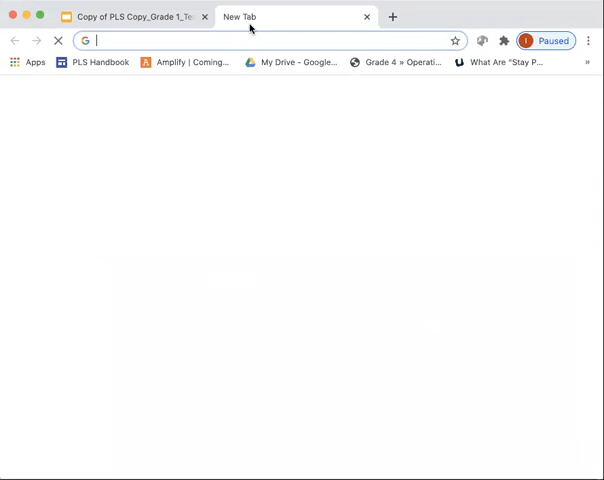 Copy of PLS Copy_Grade 1_Te
New Tab
Paused
Apps
PLS Handbook
Amplify | Coming...
My Drive - Google...
Grade 4 » Operati...
What Are "Stay P...
»